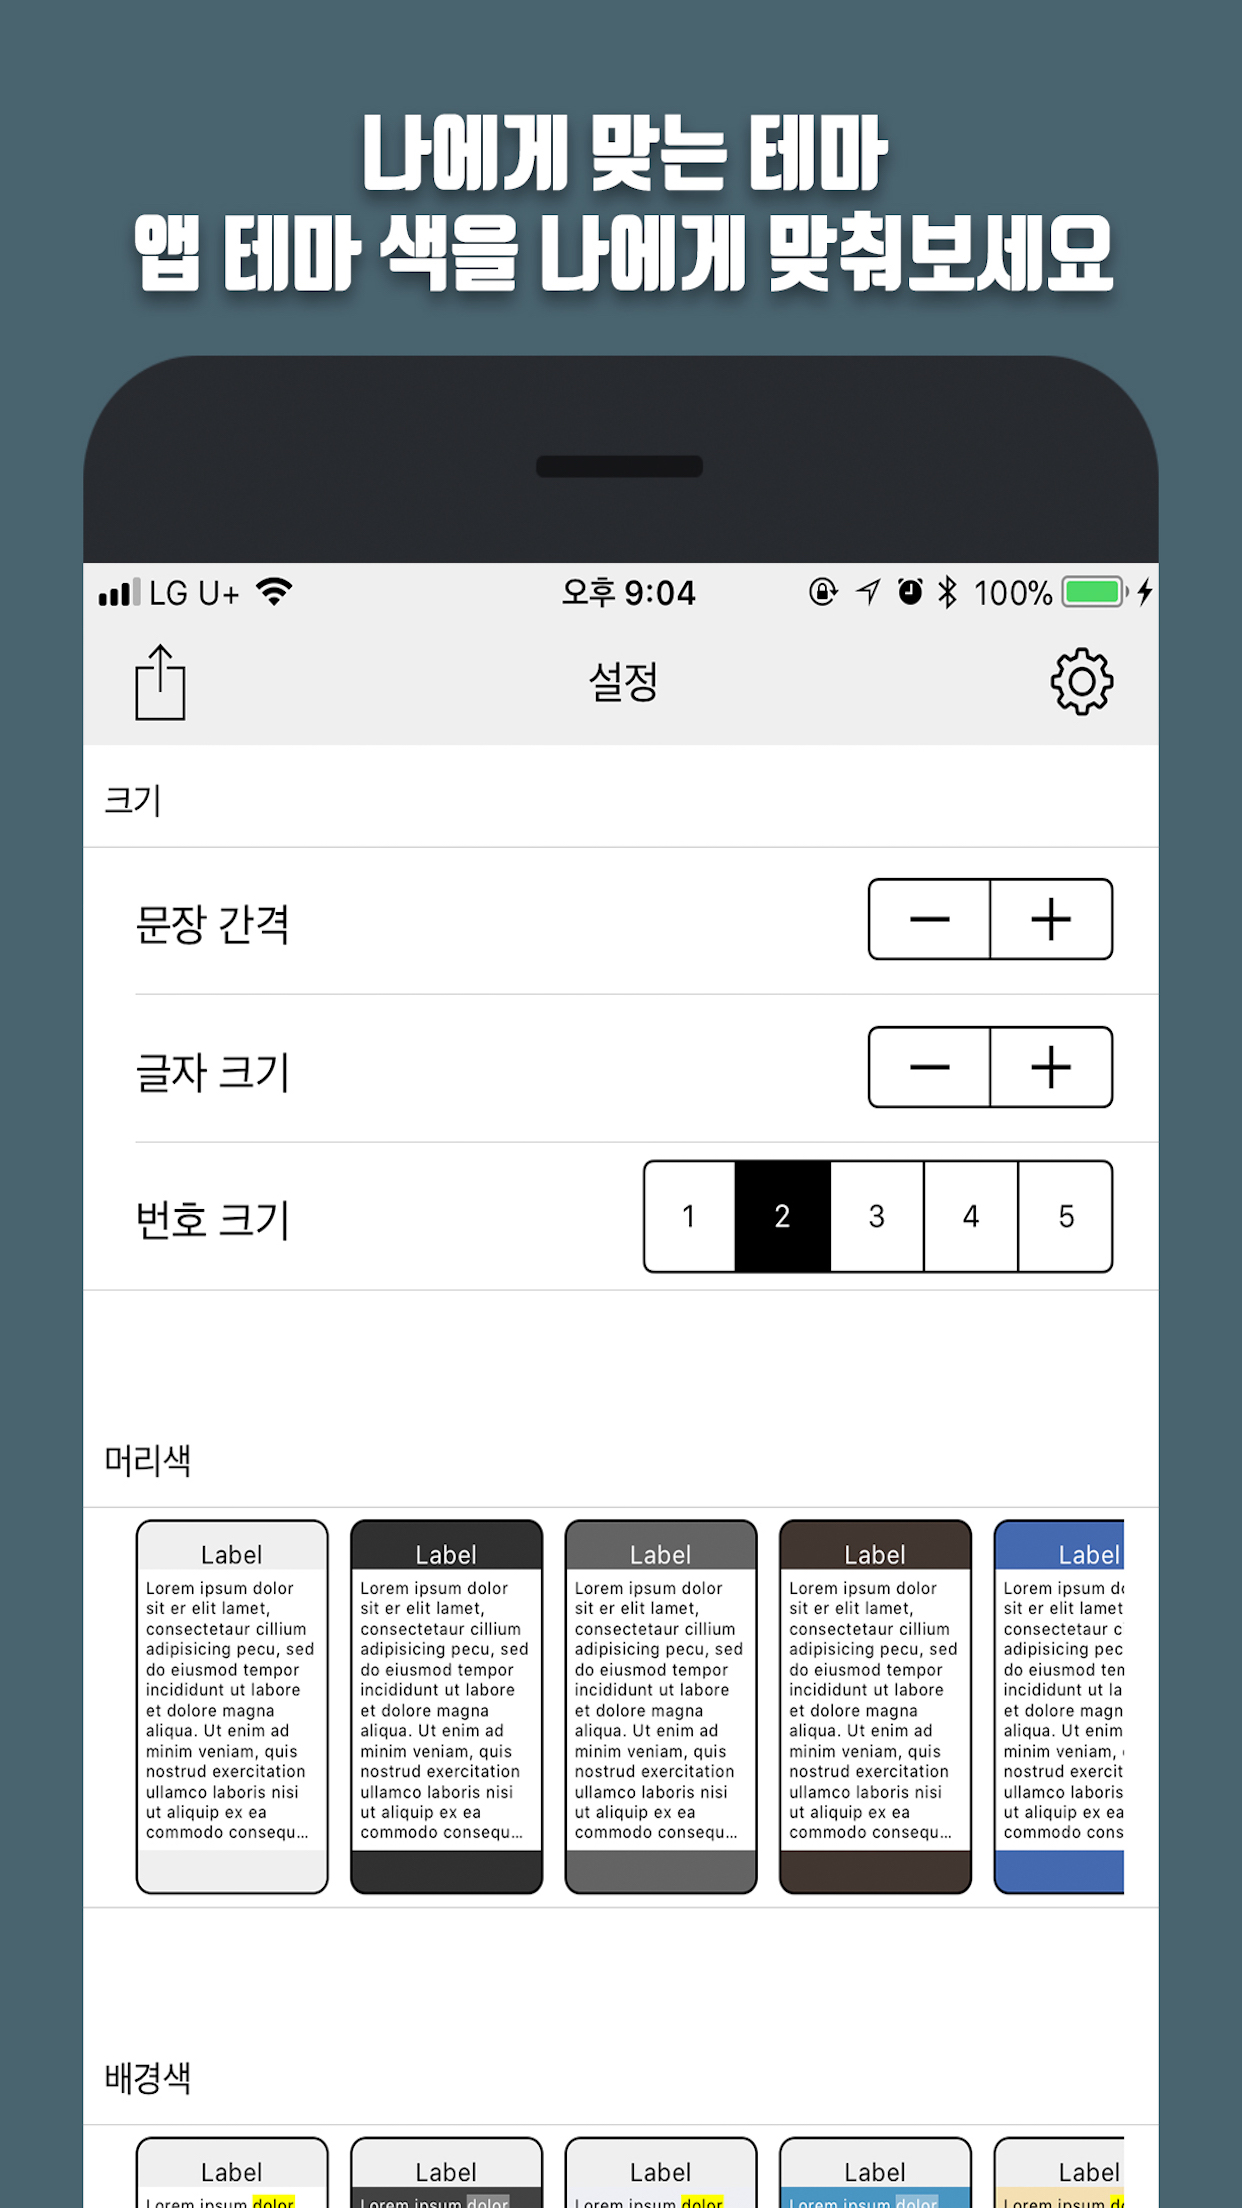 나에게 맞는 테마
앱 테마 색을 나에게 맞춰보세요
LG U+ 오후 9:04 100%
설정
크기
문장 간격
글자 크기
번호 크기 1 2 3 4 5
머리색
Label
Lorem ipsum dolor
sit er elit lamet,
consectetaur cillium
adipisicing pecu, sed
do eiusmod tempor
incididunt ut labore
et dolore magna
aliqua. Ut enim ad
minim veniam, quis
nostrud exercitation
ullamco laboris nisi
ut aliquip ex ea
commodo consequ...
Label
Lorem ipsum dolor
sit er elit lamet,
consectetaur cillium
adipisicing pecu, sed
do eiusmod tempor
incididunt ut labore
et dolore magna
aliqua. Ut enim ad
minim veniam, quis
nostrud exercitation
ullamco laboris nisi
ut aliquip ex ea
commodo consequ...
Label
Lorem ipsum dolor
sit er elit lamet,
consectetaur cillium
adipisicing pecu, sed
do eiusmod tempor
incididunt ut labore
et dolore magna
aliqua. Ut enim ad
minim veniam, quis
nostrud exercitation
ullamco laboris nisi
ut aliquip ex ea
commodo consequ...
Label
Lorem ipsum dolor
sit er elit lamet,
consectetaur cillium
adipisicing pecu, sed
do eiusmod tempor
incididunt ut labore
et dolore magna
aliqua. Ut enim ad
minim veniam, quis
nostrud exercitation
ullamco laboris nisi
ut aliquip ex ea
commodo consequ...
Label
Lorem ipsum
sit er elit lamet
consectetaur c
adipisicing pec
do eiusmod ten
incididunt ut la
et dolore mag
aliqua. Ut enim
minim veniam,
nostrud exercit
ullamco laboris
ut aliquip ex ea
commodo cons
배경색
Label
Lorem ipsum dolor
Label
Lorem ipsum dolor
Label
Lorem ipsum dolor
Label
Lorem ipsum dolor
Label
Lorem ipsum